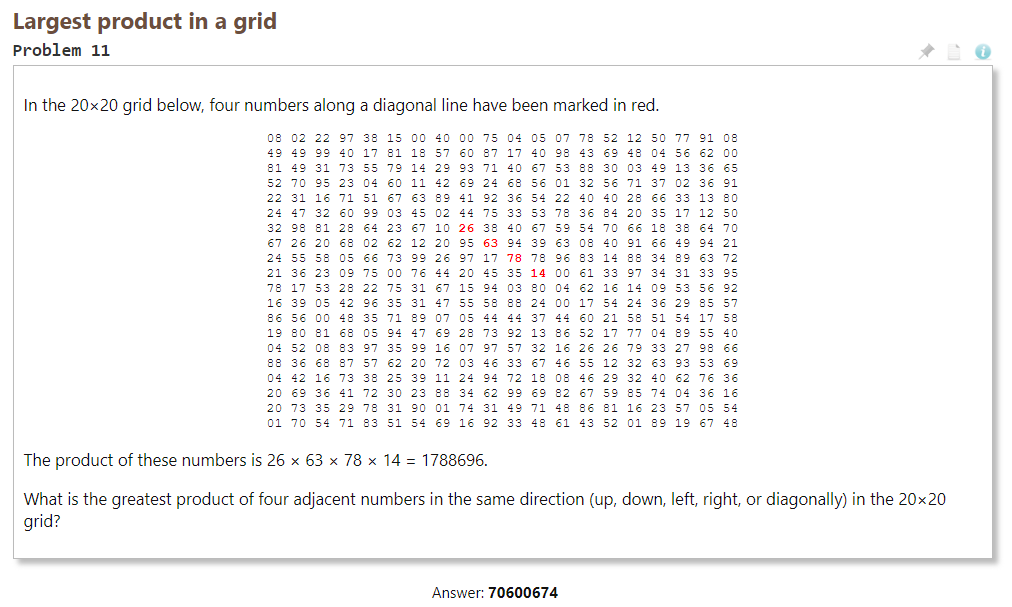 Largest product in a grid
Problem 11
In the 20×20 grid below, four numbers along a diagonal line have been marked in red.
08 02 22 97 38 15 00 40 00 75 04 05 07 78 52 12 50 77 91 08
49 49 99 40 17 81 18 57 60 87 17 40 98 43 69 48 04 56 62 00
81 49 31 73 55 79 14 29 93 71 40 67 53 88 30 03 49 13 36 65
52 70 95 23 04 60 11 42 69 24 68 56 01 32 56 71 37 02 36 91
22 31 16 71 51 67 63 89 41 92 36 54 22 40 40 28 66 33 13 80
24 47 32 60 99 03 45 02 44 75 33 53 78 36 84 20 35 17 12 50
32 98 81 28 64 23 67 10 26 38 40 67 59 54 70 66 18 38 64 70
67 26 20 68 02 62 12 20 95 63 94 39 63 08 40 91 66 49 94 21
24 55 58 05 66 73 99 26 97 17 78 78 96 83 14 88 34 89 63 72
21 36 23 09 75 00 76 44 20 45 35 14 00 61 33 97 34 31 33 95
78 17 53 28 22 75 31 67 15 94 03 80 04 62 16 14 09 53 56 92
16 39 05 42 96 35 31 47 55 58 88 24 00 17 54 24 36 29 85 57
86 56 00 48 35 71 89 07 05 44 44 37 44 60 21 58 51 54 17 58
19 80 81 68 05 94 47 69 28 73 92 13 86 52 17 77 04 89 55 40
04 52 08 83 97 35 99 16 07 97 57 32 16 26 26 79 33 27 98 66
88 36 68 87 57 62 20 72 03 46 33 67 46 55 12 32 63 93 53 69
04 42 16 73 38 25 39 11 24 94 72 18 08 46 29 32 40 62 76 36
20 69 36 41 72 30 23 88 34 62 99 69 82 67 59 85 74 04 36 16
20 73 35 29 78 31 90 01 74 31 49 71 48 86 81 16 23 57 05 54
01 70 54 71 83 51 54 69 16 92 33 48 61 43 52 01 89 19 67 48
The product of these numbers is 26 × 63 × 78 × 14 = 1788696.
What is the greatest product of four adjacent numbers in the same direction (up, down, left, right, or diagonally) in the 20×20
grid?
Answer: 70600674